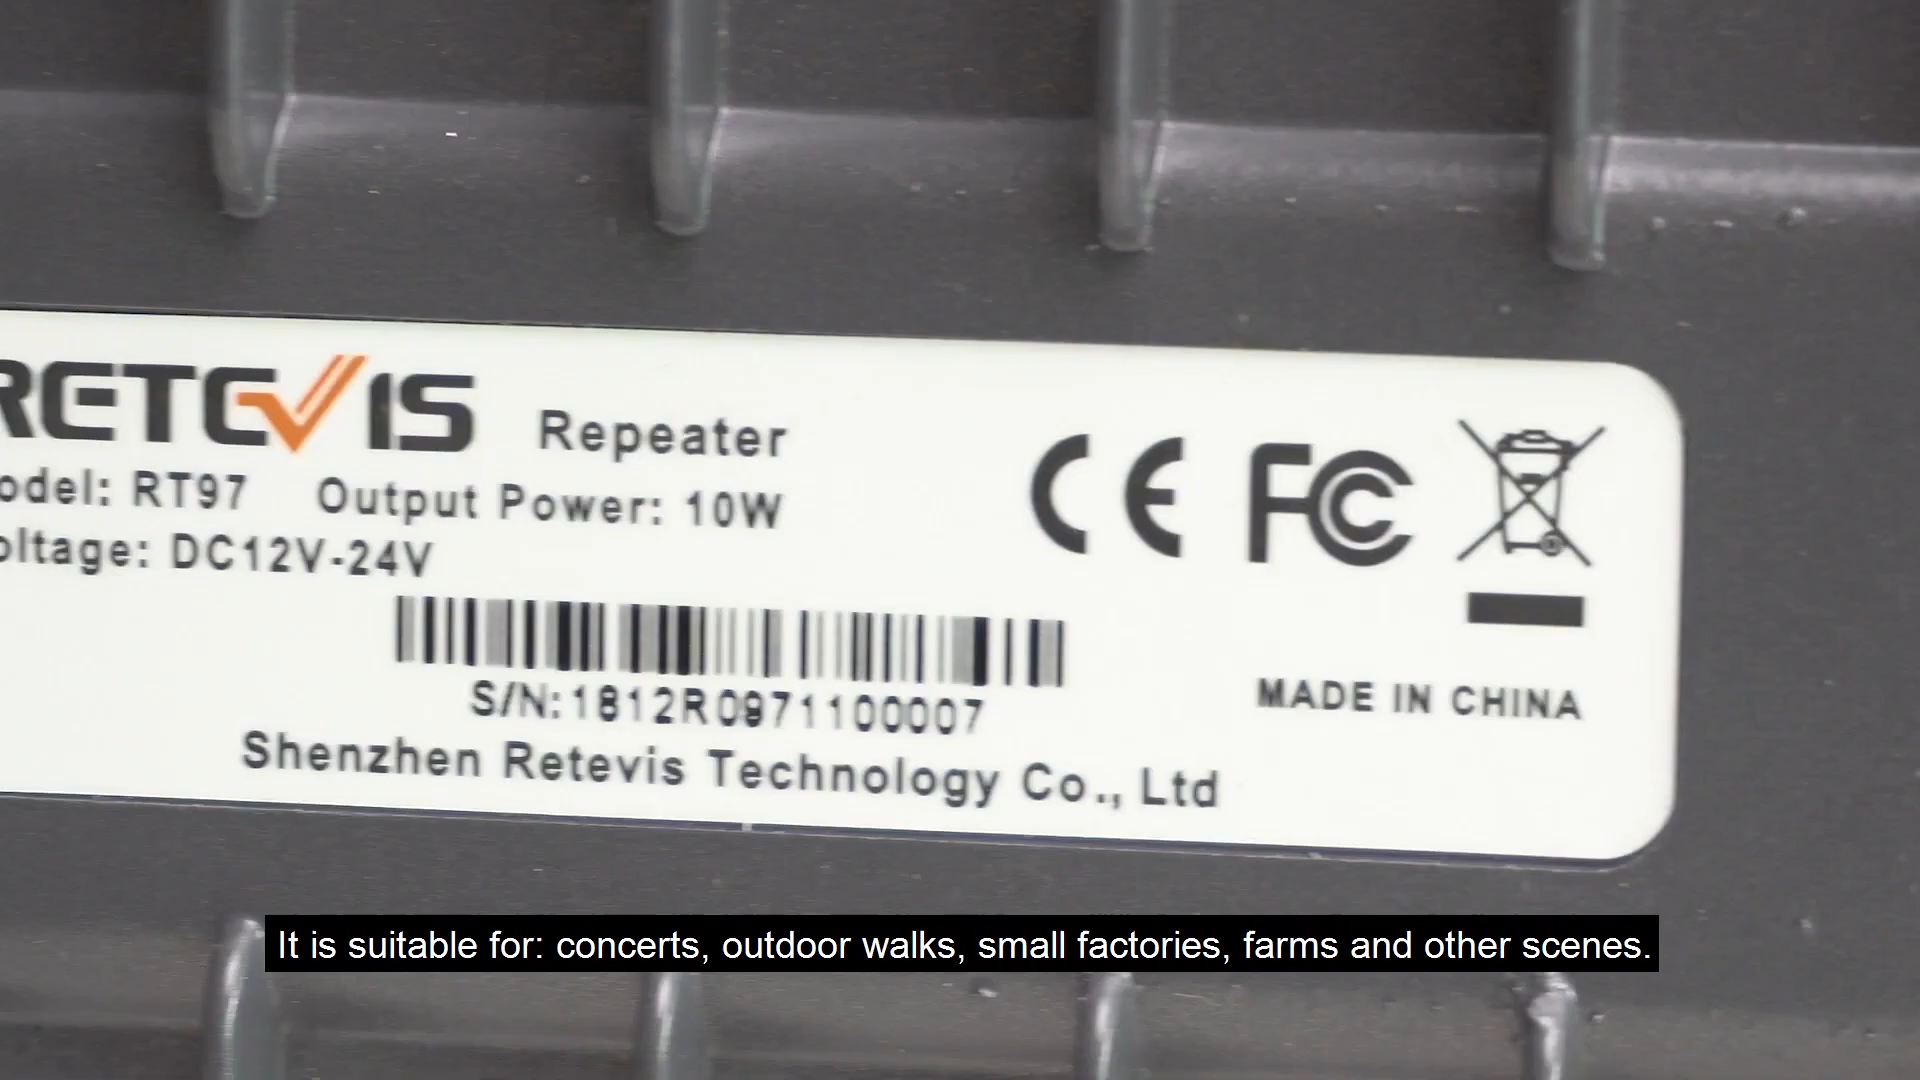 RETEVIS Repeater
odel: RT97 Output Power: 10W
oltage: DC12V-24V
CE FC
S/N:1812R0971100007
MADE IN CHINA
Shenzhen Retevis Technology Co., Ltd
It is suitable for: concerts, outdoor walks, small factories, farms and other scenes.